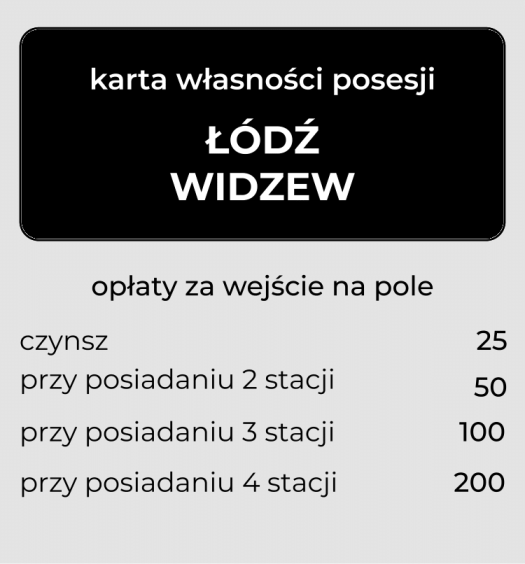 karta własności posesji
ŁÓDŹ
WIDZEW
opłaty za wejście na pole
czynsz 25
przy posiadaniu 2 stacji 50
przy posiadaniu 3 stacji 100
przy posiadaniu 4 stacji 200